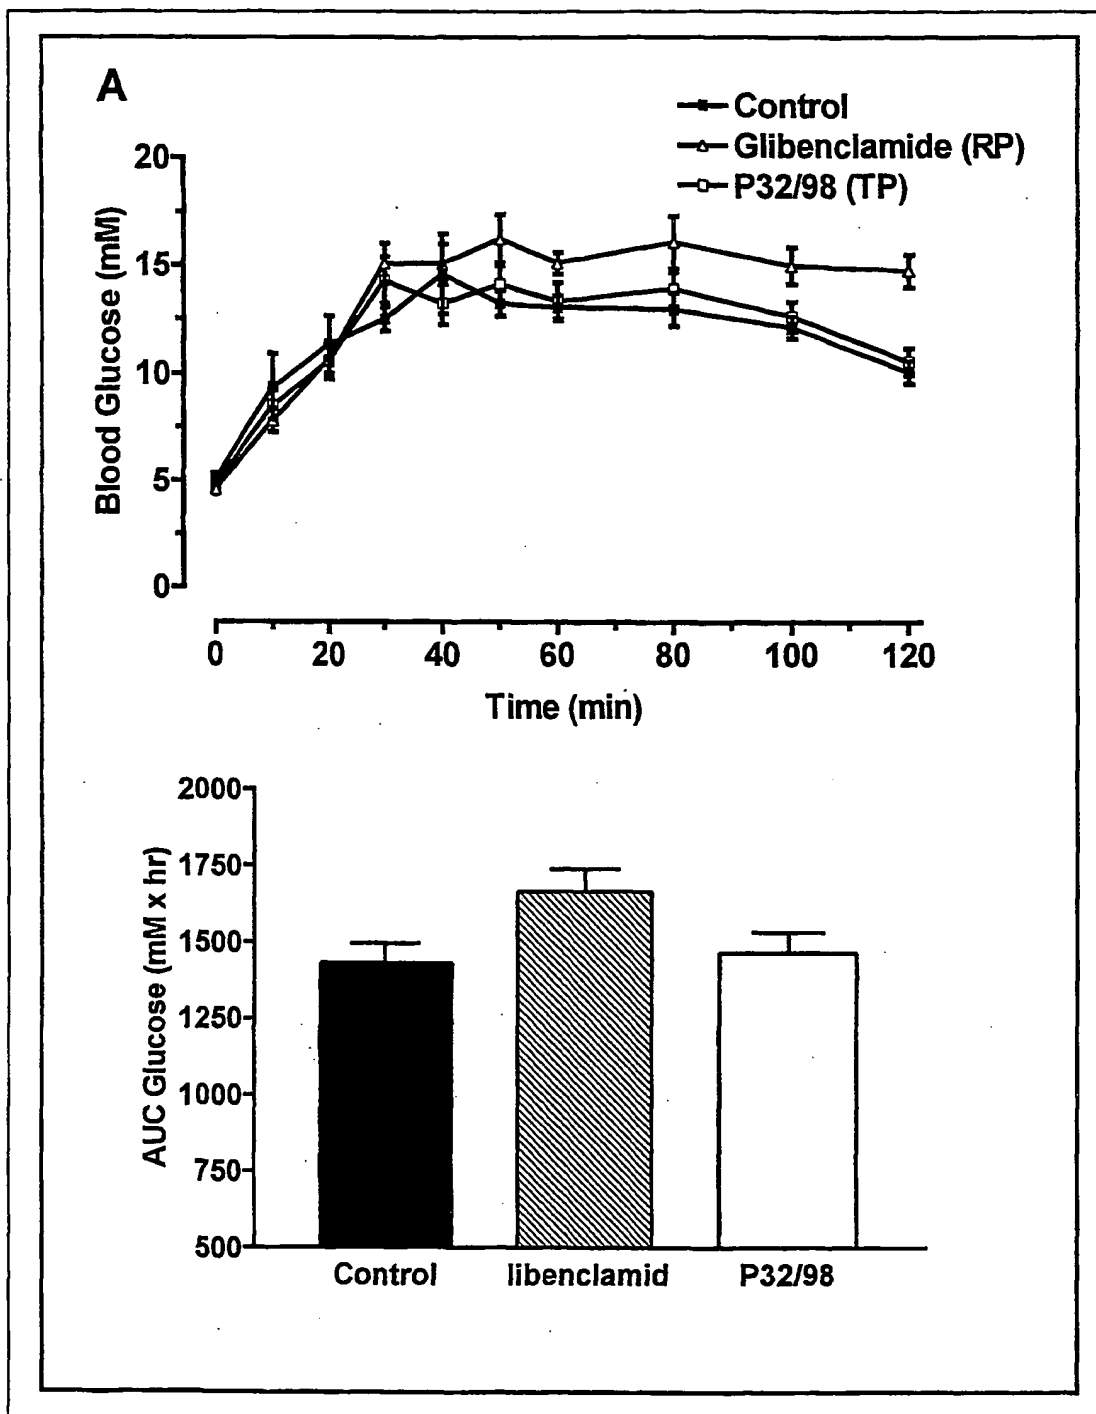 A
Control
Glibenclamide (RP)
P32/98 (TP)
20
15
10
5
0
Blood Glucose (mM)
0 20 40 60 80 100 120
Time (min)
2000
1750
1500
1250
1000
750
500
AUC Glucose (mM x hr)
Control libenclamid P32/98